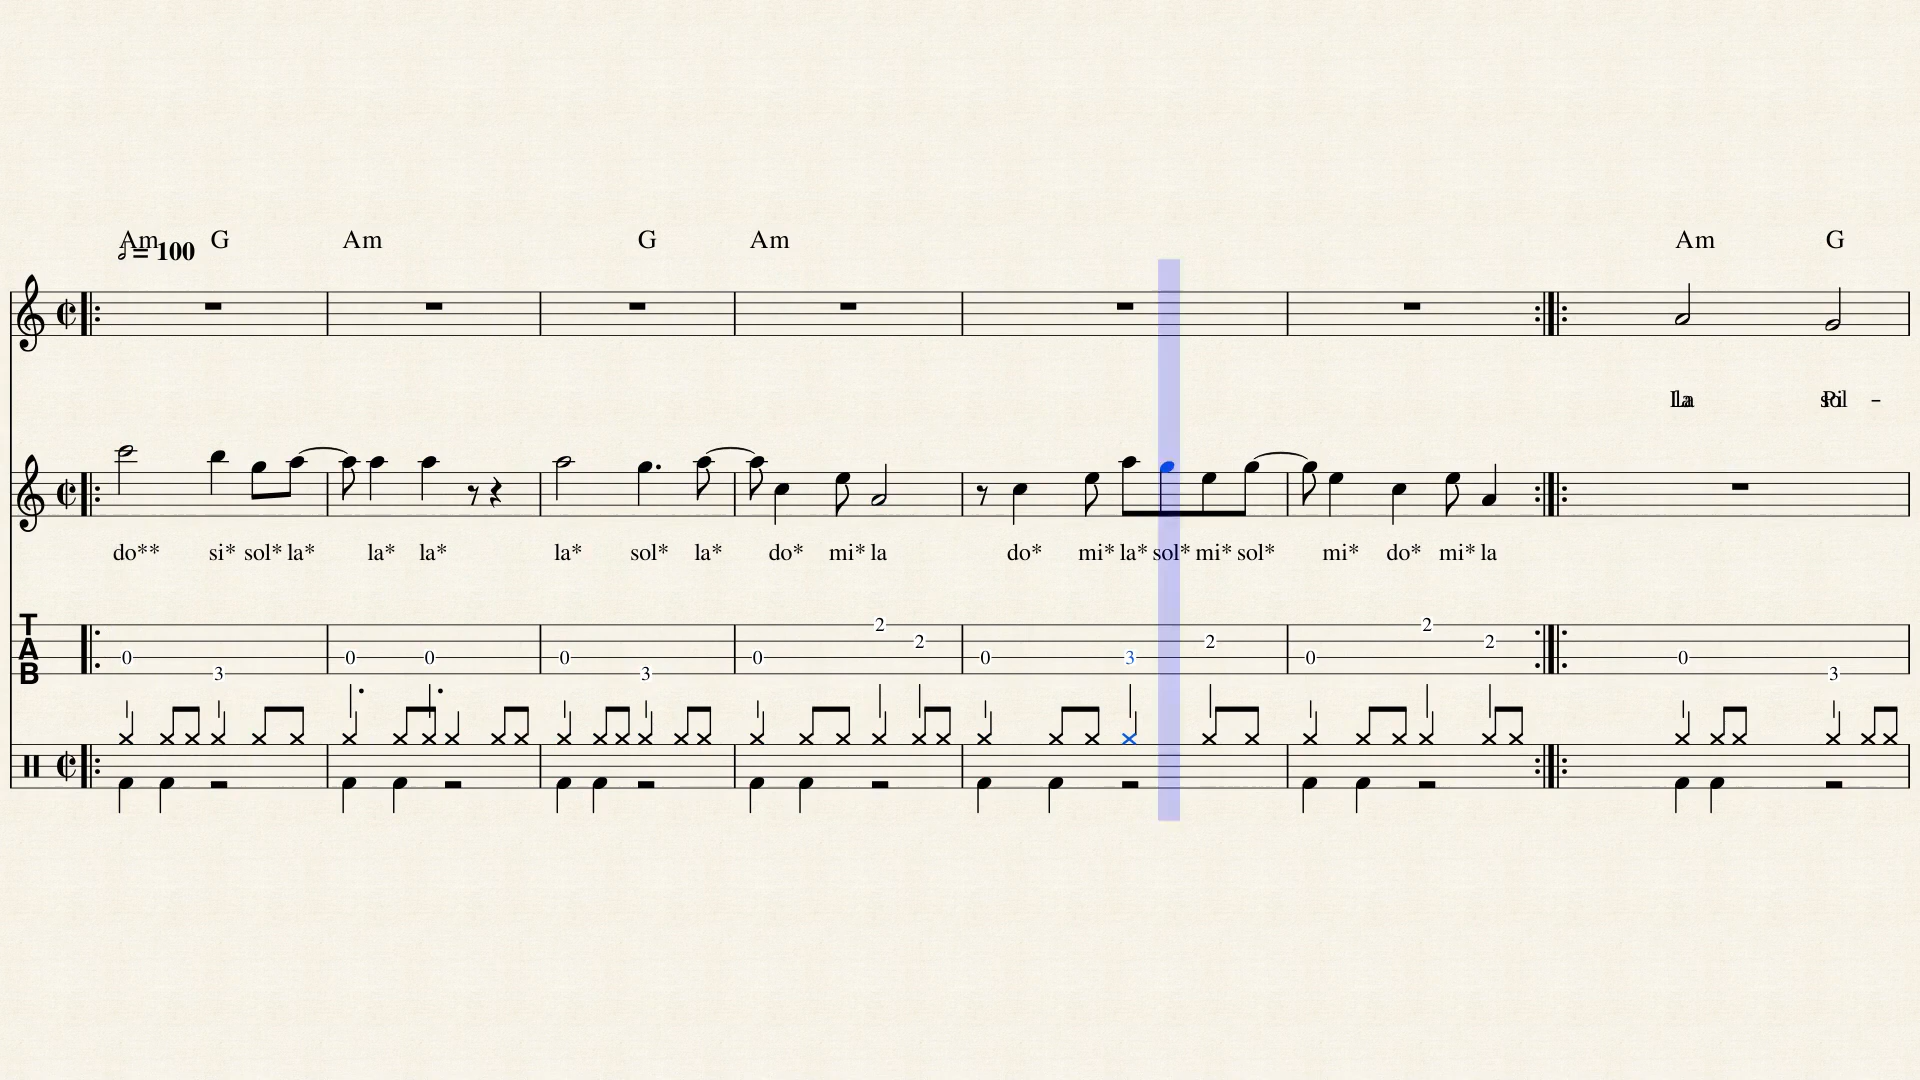 Am G Am G Am Am G
𝅗𝅥 = 100
La Pi -
do** si* sol* la* la* la* la* sol* la* do* mi* la do* mi* la* sol* mi* sol* mi* do* mi* la
T
A
B
2 2
2 2 2
0 0 0 0 0 0 3 0 0
3 3 3